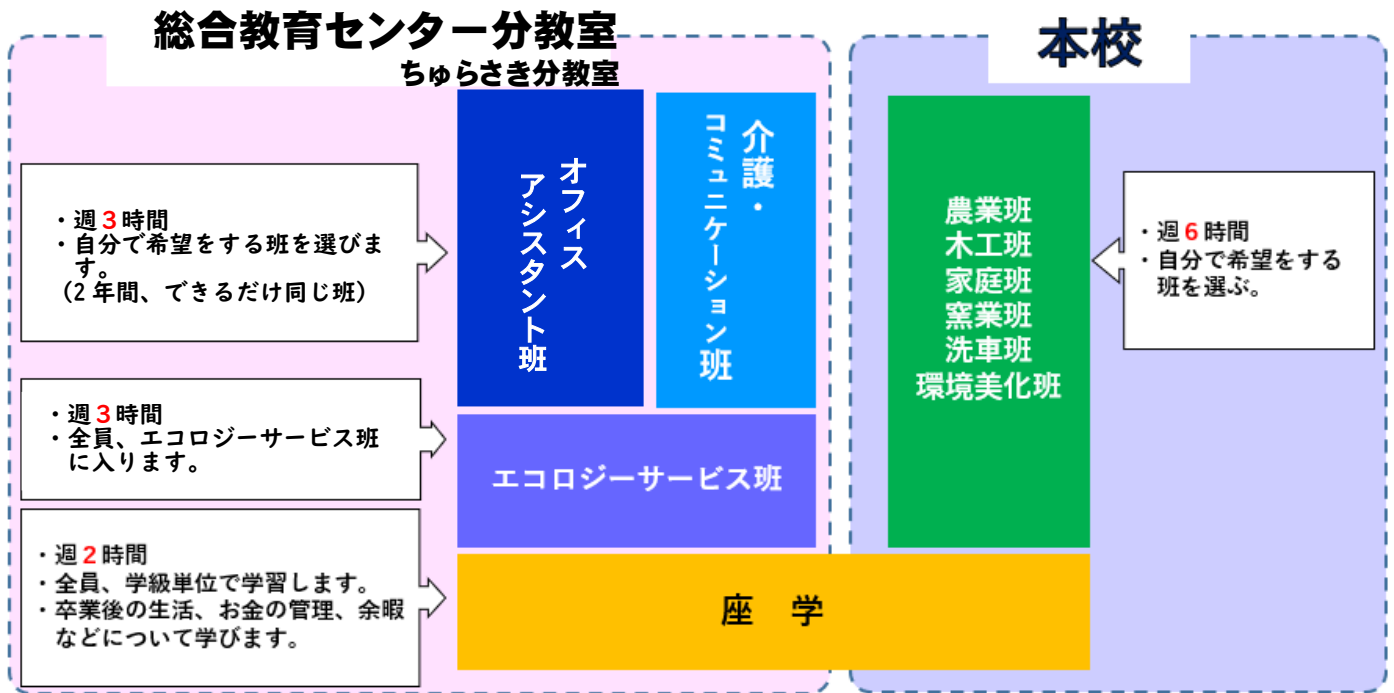 総合教育センター分教室
ちゅらさき分教室
・週3時間
・自分で希望をする班を選びま
す。
（2年間、できるだけ同じ班）
・週3時間
・全員、エコロジーサービス班
に入ります。
・週2時間
・全員、学級単位で学習します。
・卒業後の生活、お金の管理、余暇
などについて学びます。
オフィス
アシスタント班
介護・
コミュニケーション班
エコロジーサービス班
座　学
本校
農業班
木工班
家庭班
窯業班
洗車班
環境美化班
・週6時間
・自分で希望をする
班を選ぶ。